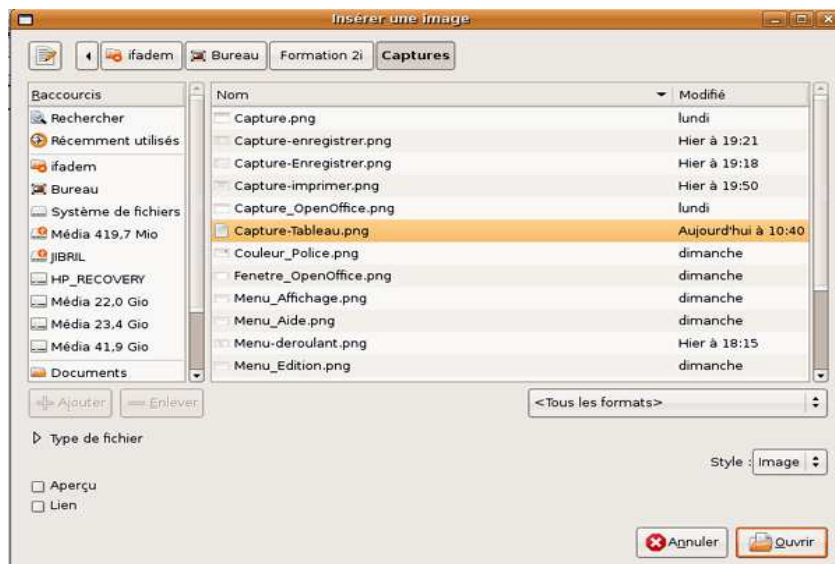 Insérer une image
ifadem Bureau Formation 2i Captures
Raccourcis
Rechercher
Récemment utilisés
ifadem
Bureau
Système de fichiers
Média 419,7 Mio
JIBRIL
HP_RECOVERY
Média 22,0 Gio
Média 23,4 Gio
Média 41,9 Gio
Documents
Nom Modifié
Capture.png lundi
Capture-enregistrer.png Hier à 19:21
Capture-Enregistrer.png Hier à 19:18
Capture-imprimer.png Hier à 19:50
Capture_OpenOffice.png lundi
Capture-Tableau.png Aujourd'hui à 10:40
Couleur_Police.png dimanche
Fenetre_OpenOffice.png dimanche
Menu_Affichage.png dimanche
Menu_Aide.png dimanche
Menu-deroulant.png Hier à 18:15
Menu_Edition.png dimanche
Ajouter Enlever <Tous les formats>
Type de fichier
Style : Image
Aperçu
Lien
Annuler Ouvrir